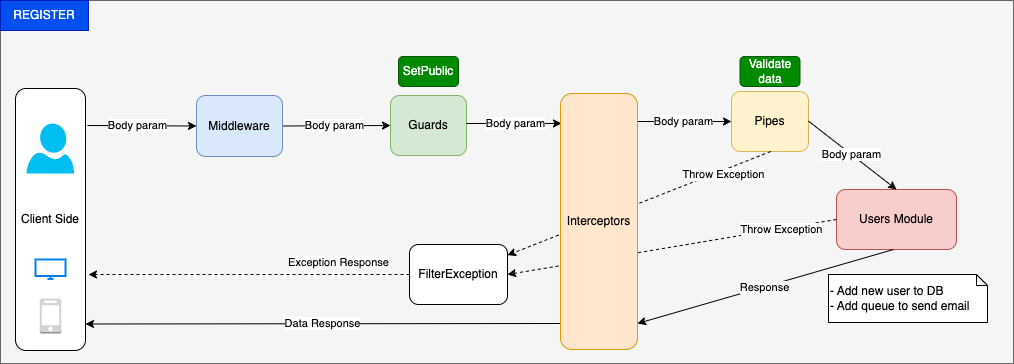 REGISTER
SetPublic
Validate
data
Body param
Middleware
Body param
Guards
Body param
Body param
Pipes
Body param
Throw Exception
Client Side
Interceptors
Users Module
Throw Exception
Exception Response
FilterException
Response
- Add new user to DB
- Add queue to send email
Data Response